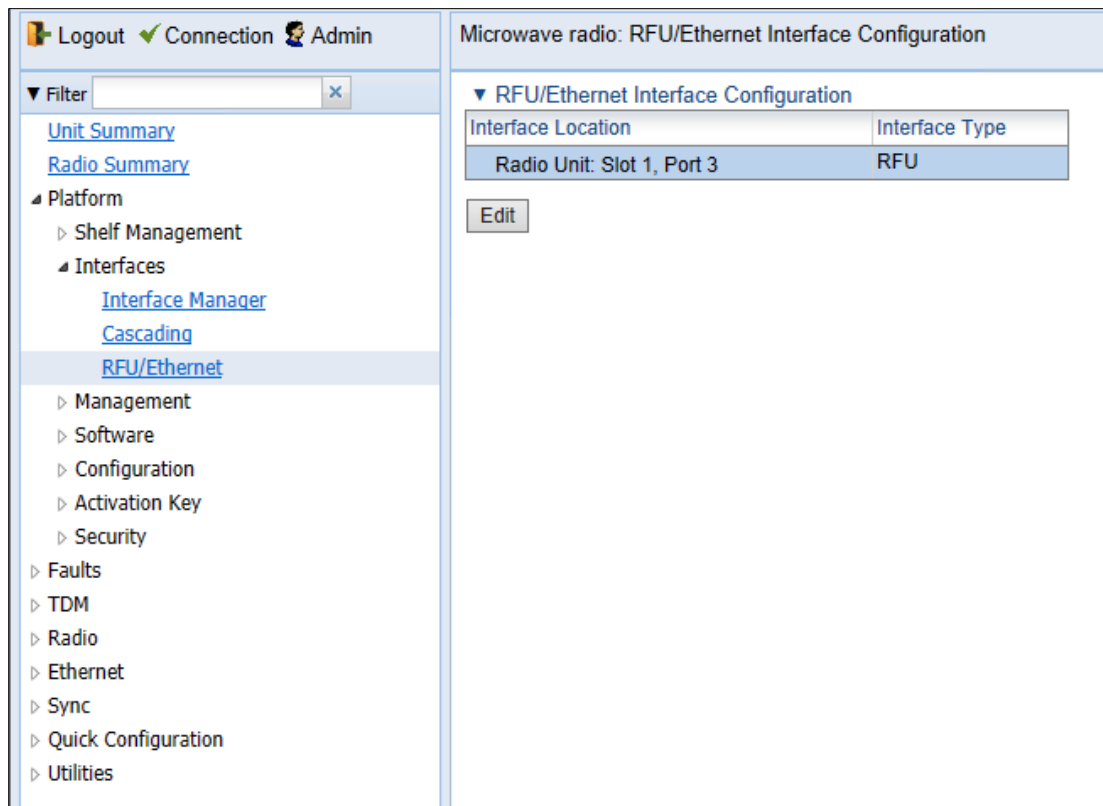 Logout Connection Admin
Microwave radio: RFU/Ethernet Interface Configuration
Filter
Unit Summary
Radio Summary
Platform
Shelf Management
Interfaces
Interface Manager
Cascading
RFU/Ethernet
Management
Software
Configuration
Activation Key
Security
Faults
TDM
Radio
Ethernet
Sync
Quick Configuration
Utilities
RFU/Ethernet Interface Configuration
Interface Location Interface Type
Radio Unit: Slot 1, Port 3 RFU
Edit